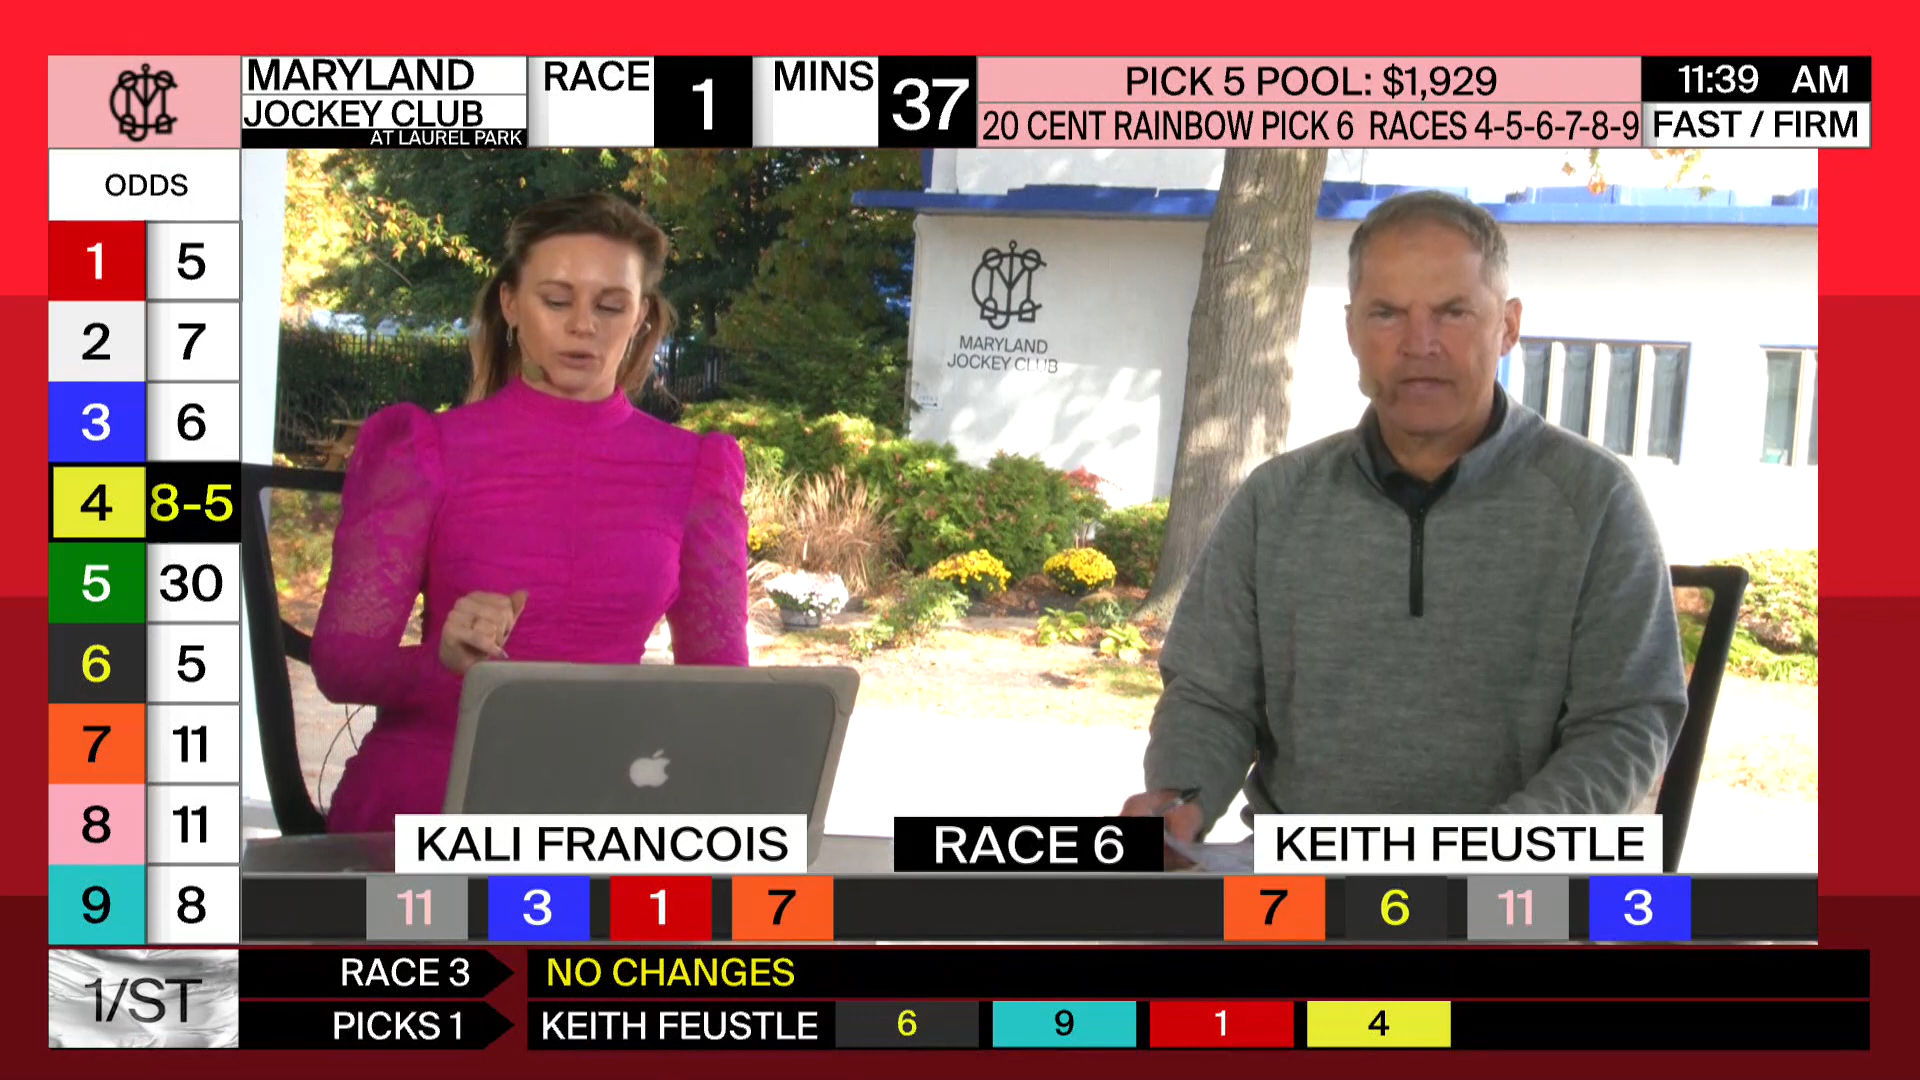 MARYLAND
JOCKEY CLUB
AT LAUREL PARK
RACE 1 MINS 37
PICK 5 POOL: $1,929
20 CENT RAINBOW PICK 6 RACES 4-5-6-7-8-9
11:39 AM
FAST / FIRM
ODDS
1 5
2 7
3 6
4 8-5
5 30
6 5
7 11
8 11
9 8
MARYLAND
JOCKEY CLUB
KALI FRANCOIS
RACE 6
KEITH FEUSTLE
11 3 1 7
7 6 11 3
1/ST
RACE 3 NO CHANGES
PICKS 1 KEITH FEUSTLE 6 9 1 4